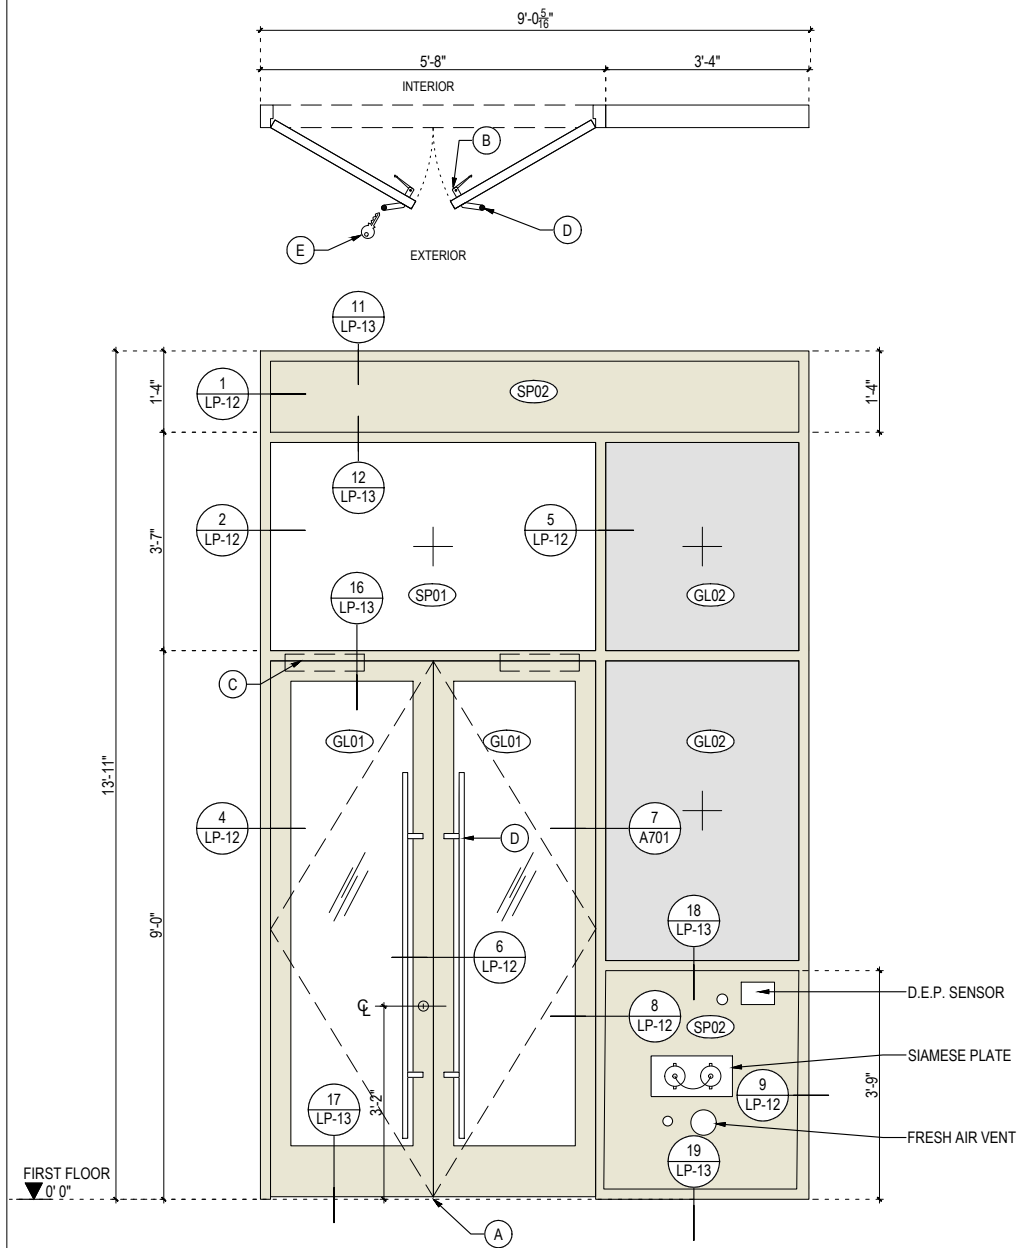 9'-0 5/16"
5'-8"
3'-4"
INTERIOR
B
E
D
EXTERIOR
11
LP-13
1
LP-12
SP02
1'-4"
1'-4"
12
LP-13
2
LP-12
5
LP-12
3'-7"
16
LP-13
SP01
GL02
C
GL01
GL01
GL02
13'-11"
4
LP-12
D
7
A701
18
LP-13
9'-0"
6
LP-12
D.E.P. SENSOR
CL
8
LP-12
SP02
SIAMESE PLATE
3'-9"
9
LP-12
3'-2"
17
LP-13
FRESH AIR VENT
19
LP-13
FIRST FLOOR
0' 0"
A